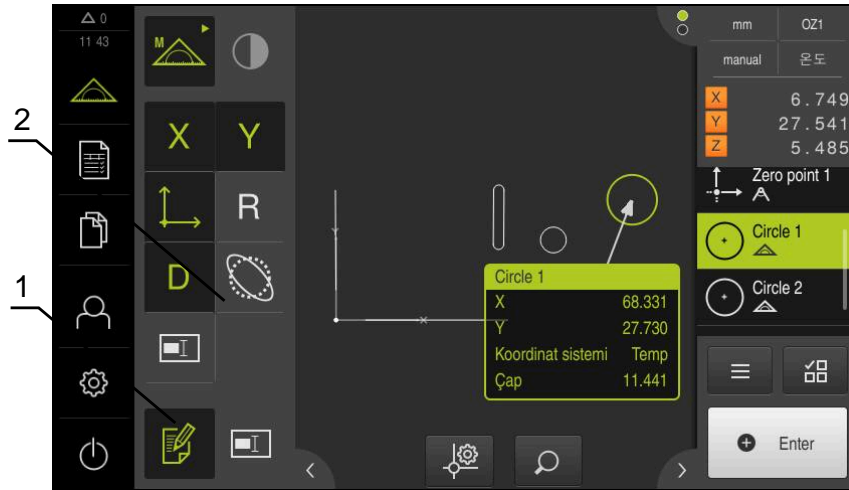 2
1
0
11 43
M
X Y
R
D
Circle 1
X 68.331
Y 27.730
Koordinat sistemi Temp
Çap 11.441
mm OZ1
manual 온도
X 6.749
Y 27.541
Z 5.485
Zero point 1
Circle 1
Circle 2
Enter